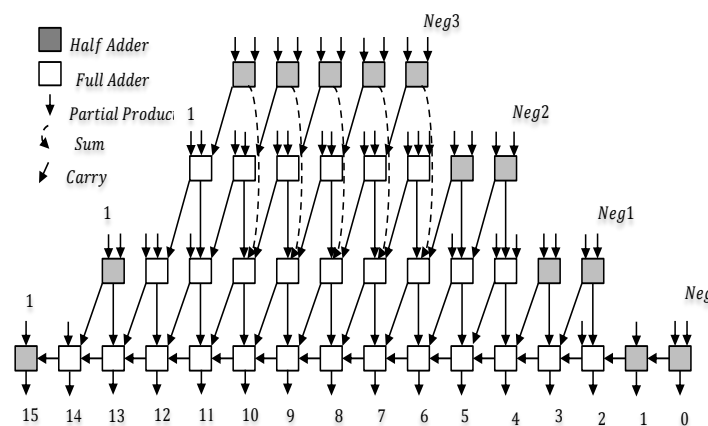 Neg3
Half Adder
Full Adder
Partial Produc
1
Neg2
Sum
Carry
1
Neg1
1
Neg
15 14 13 12 11 10 9 8 7 6 5 4 3 2 1 0